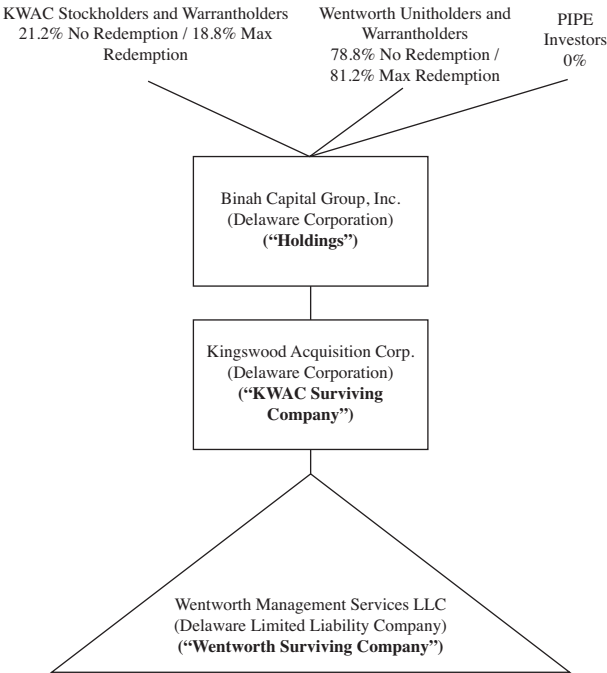 KWAC Stockholders and Warrantholders
21.2% No Redemption / 18.8% Max
Redemption
Wentworth Unitholders and
Warrantholders
78.8% No Redemption /
81.2% Max Redemption
PIPE
Investors
0%
Binah Capital Group, Inc.
(Delaware Corporation)
(“Holdings”)
Kingswood Acquisition Corp.
(Delaware Corporation)
(“KWAC Surviving
Company”)
Wentworth Management Services LLC
(Delaware Limited Liability Company)
(“Wentworth Surviving Company”)